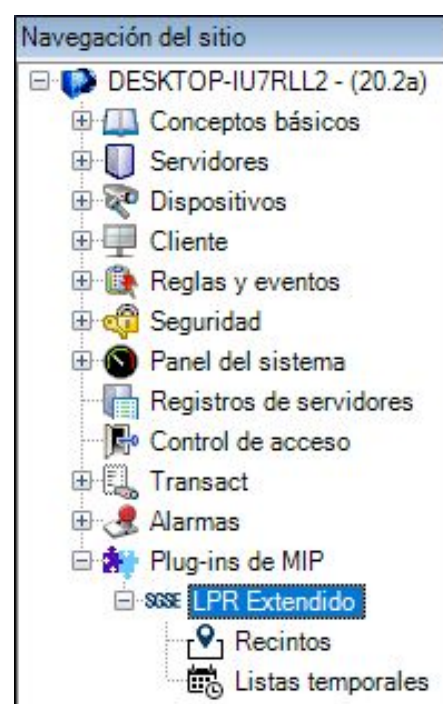 Navegación del sitio
DESKTOP-IU7RLL2 - (20.2a)
Conceptos básicos
Servidores
Dispositivos
Cliente
Reglas y eventos
Seguridad
Panel del sistema
Registros de servidores
Control de acceso
Transact
Alarmas
Plug-ins de MIP
SGSE LPR Extendido
Recintos
Listas temporales